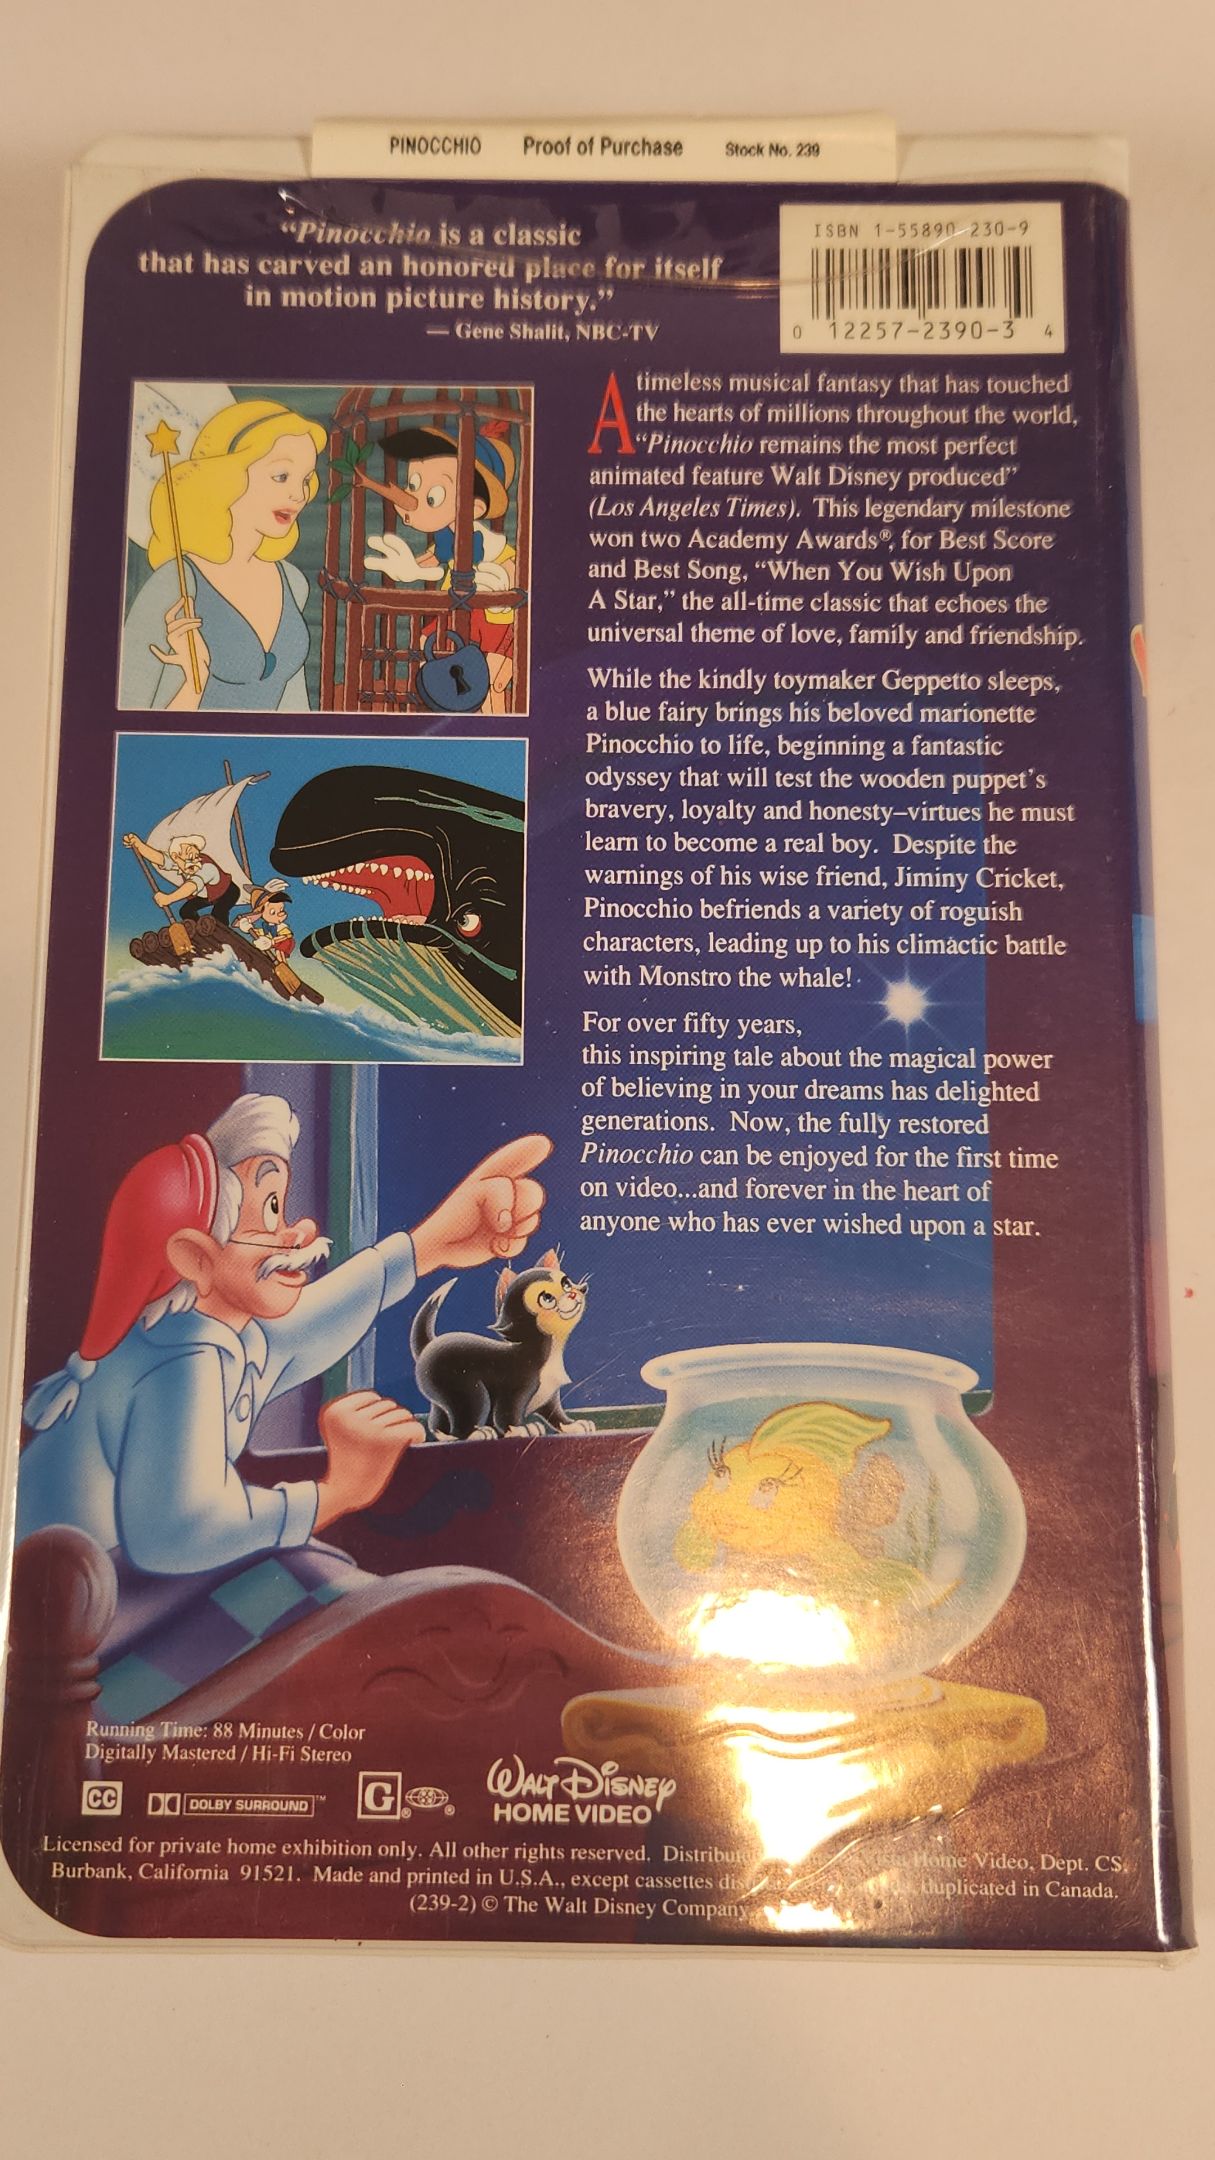 PINOCCHIO Proof of Purchase Stock No. 239
"Pinocchio is a classic
that has carved an honored place for itself
in motion picture history."
— Gene Shalit, NBC-TV
ISBN 1-55890-230-9
0 12257-2390-3 4
A timeless musical fantasy that has touched
the hearts of millions throughout the world,
"Pinocchio remains the most perfect
animated feature Walt Disney produced"
(Los Angeles Times). This legendary milestone
won two Academy Awards®, for Best Score
and Best Song, "When You Wish Upon
A Star," the all-time classic that echoes the
universal theme of love, family and friendship.
While the kindly toymaker Geppetto sleeps,
a blue fairy brings his beloved marionette
Pinocchio to life, beginning a fantastic
odyssey that will test the wooden puppet's
bravery, loyalty and honesty–virtues he must
learn to become a real boy. Despite the
warnings of his wise friend, Jiminy Cricket,
Pinocchio befriends a variety of roguish
characters, leading up to his climactic battle
with Monstro the whale!
For over fifty years,
this inspiring tale about the magical power
of believing in your dreams has delighted
generations. Now, the fully restored
Pinocchio can be enjoyed for the first time
on video...and forever in the heart of
anyone who has ever wished upon a star.
Running Time: 88 Minutes / Color
Digitally Mastered / Hi-Fi Stereo
CC DOLBY SURROUND™ G® ® WALT DISNEY
HOME VIDEO
Licensed for private home exhibition only. All other rights reserved. Home Video, Dept. CS,
Burbank, California 91521. Made and printed in U.S.A., except cassettes duplicated in Canada.
(239-2) © The Walt Disney Company